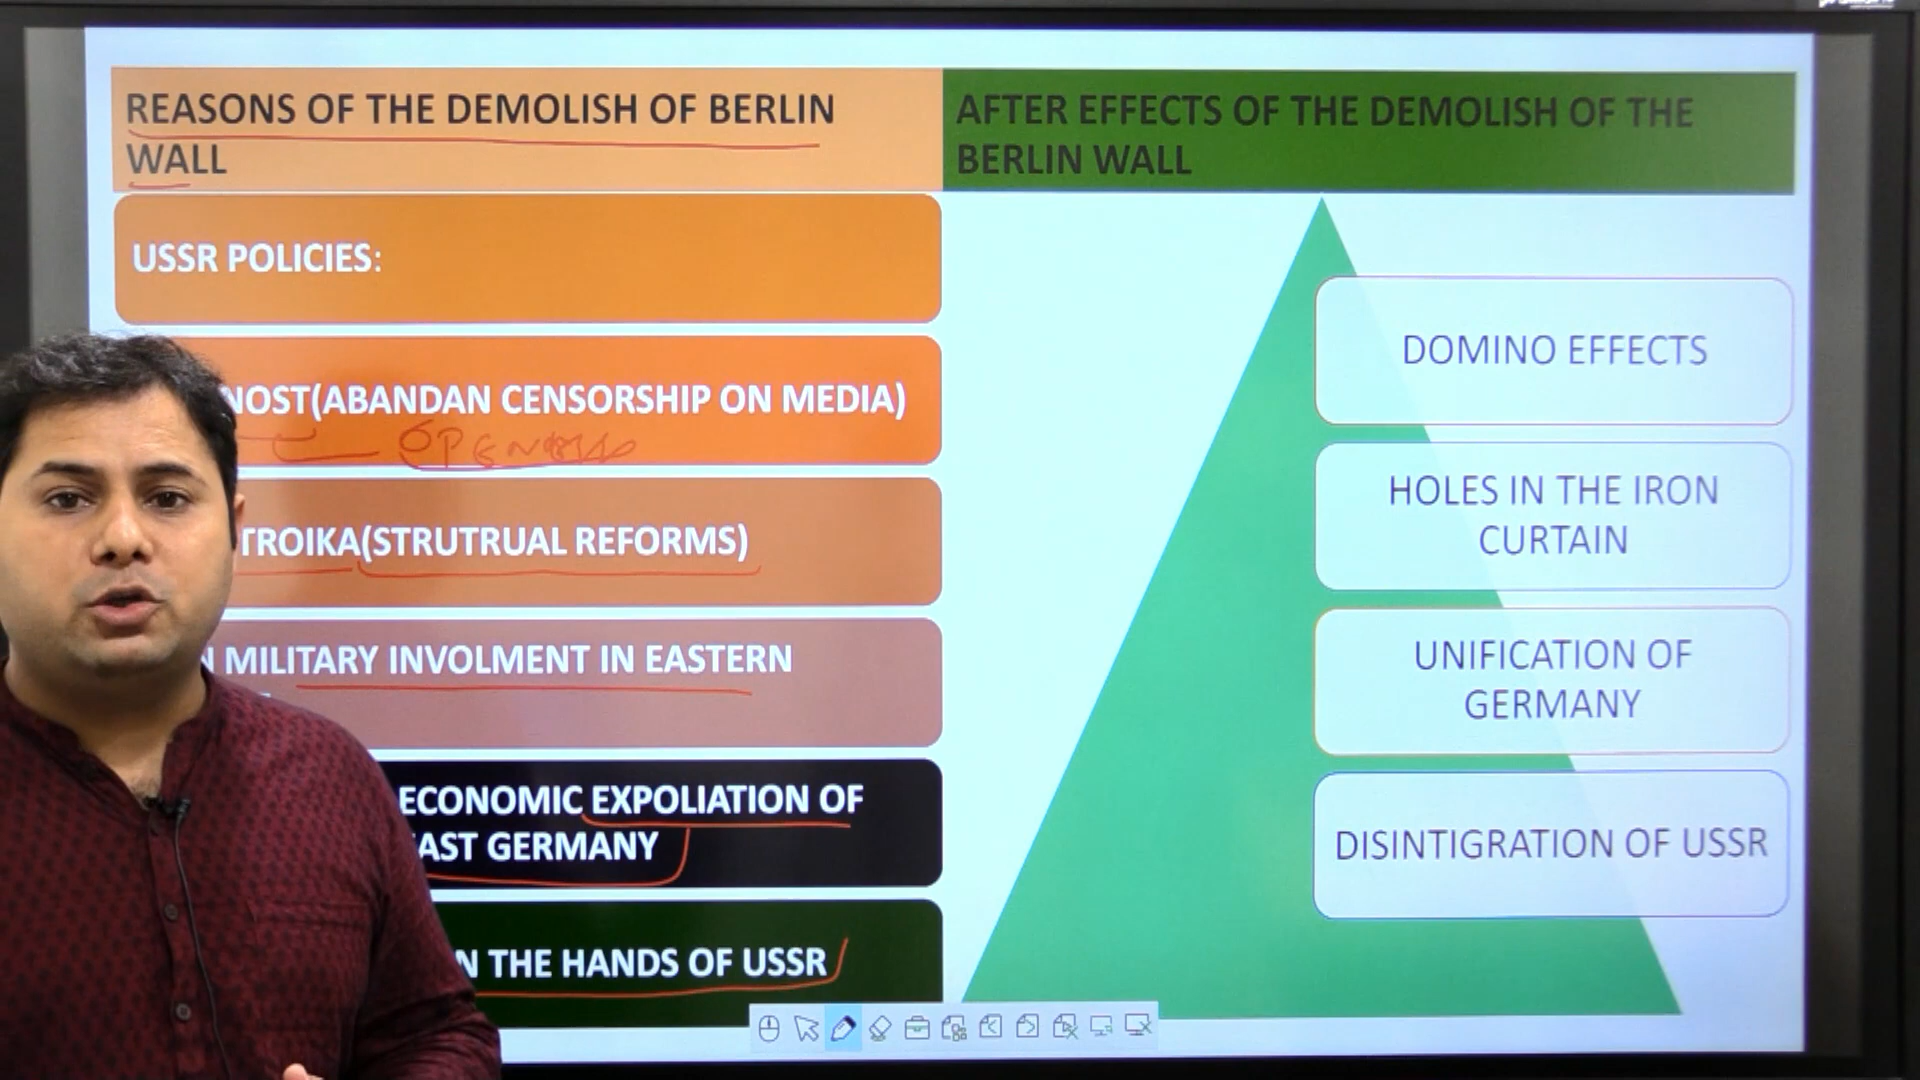 REASONS OF THE DEMOLISH OF BERLIN
WALL
USSR POLICIES:
NOST(ABANDAN CENSORSHIP ON MEDIA)
TROIKA(STRUTRUAL REFORMS)
N MILITARY INVOLMENT IN EASTERN
ECONOMIC EXPOLIATION OF
AST GERMANY
N THE HANDS OF USSR
AFTER EFFECTS OF THE DEMOLISH OF THE
BERLIN WALL
DOMINO EFFECTS
HOLES IN THE IRON
CURTAIN
UNIFICATION OF
GERMANY
DISINTIGRATION OF USSR